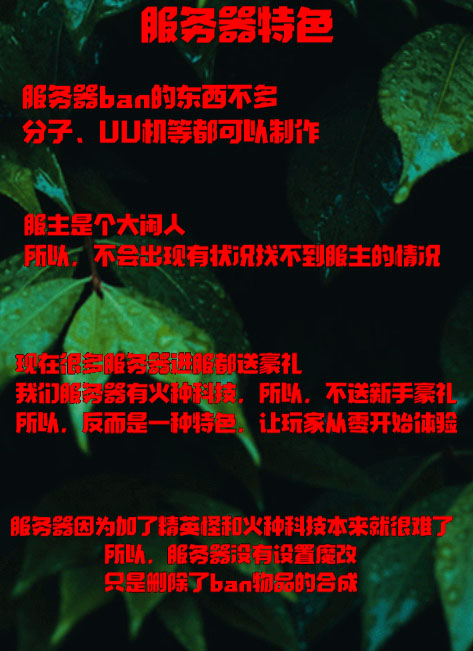 服务器特色
服务器ban的东西不多
分子、UU机等都可以制作
服主是个大闲人
所以，不会出现有状况找不到服主的情况
现在很多服务器进服都送豪礼
我们服务器有火种科技，所以，不送新手豪礼
所以，反而是一种特色，让玩家从零开始体验
服务器因为加了精英怪和火种科技本来就很难了
所以，服务器没有设置魔改
只是删除了ban物品的合成